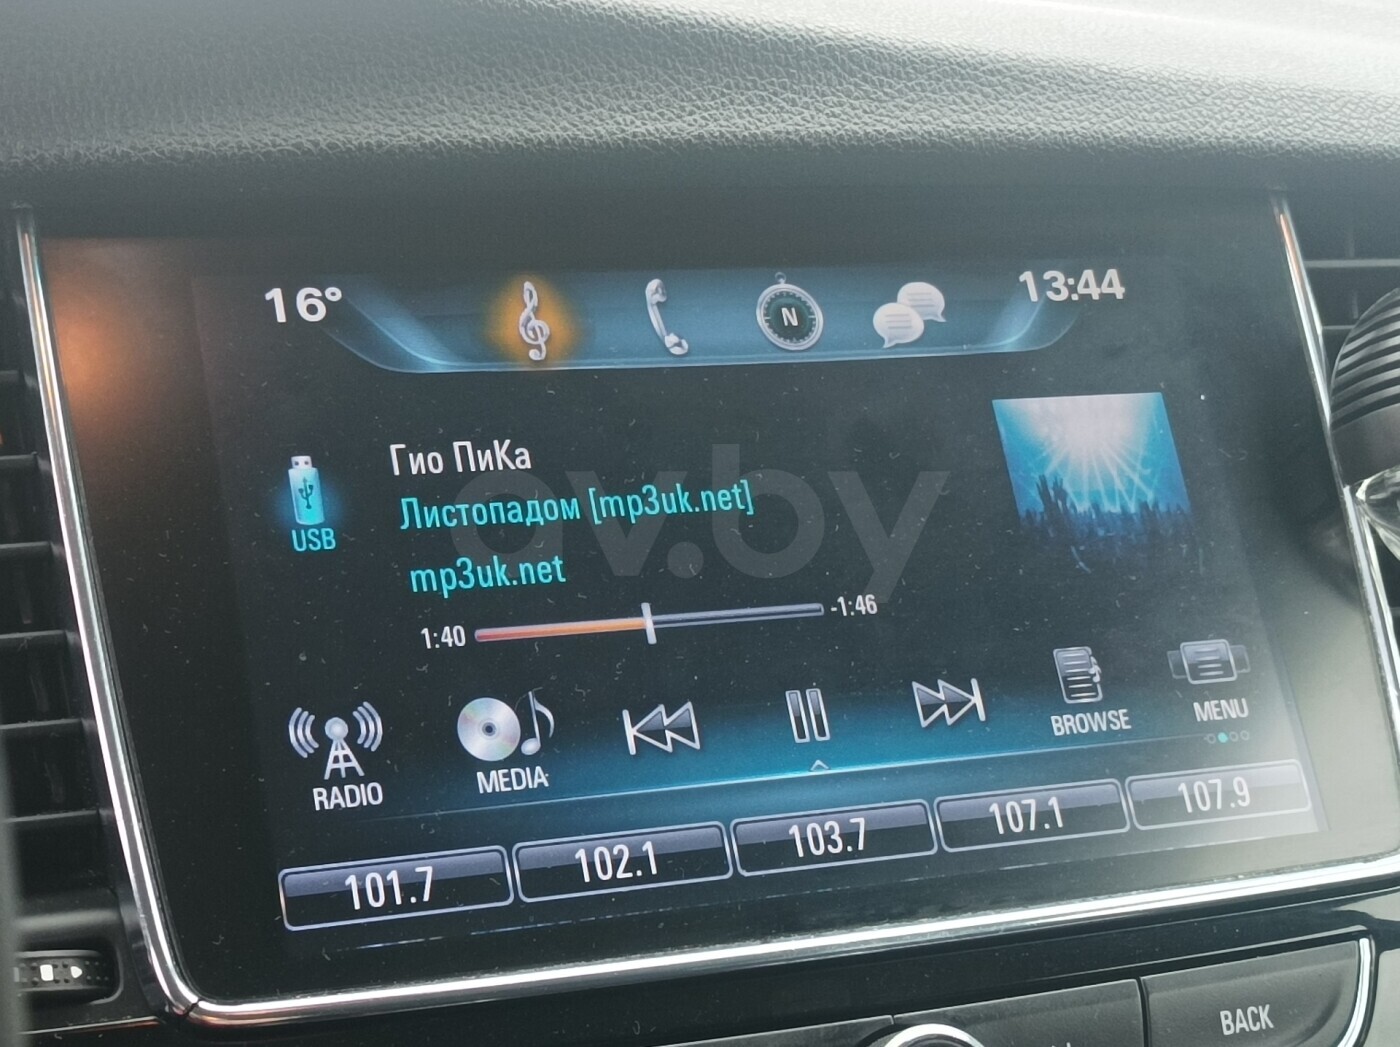 16°
N
13:44
Гио ПиКа
Листопадом [mp3uk.net]
mp3uk.net
USB
1:40
-1:46
RADIO
MEDIA
BROWSE
MENU
101.7
102.1
103.7
107.1
107.9
BACK
av.by